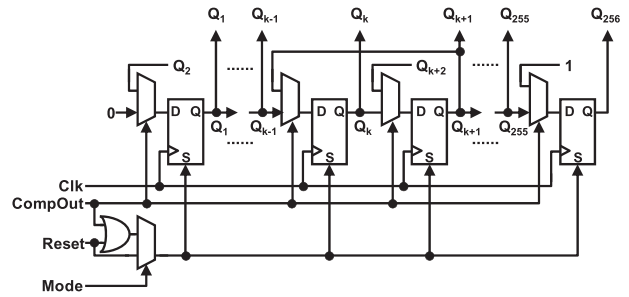 Q1 Qk-1 Qk Qk+1 Q255 Q256
Q2 ...... Qk+2 ...... 1
0 D Q Q1 Qk-1 D Q Qk D Q Qk+1 Q255 D Q
...... ......
S S S S
Clk
CompOut
Reset
Mode